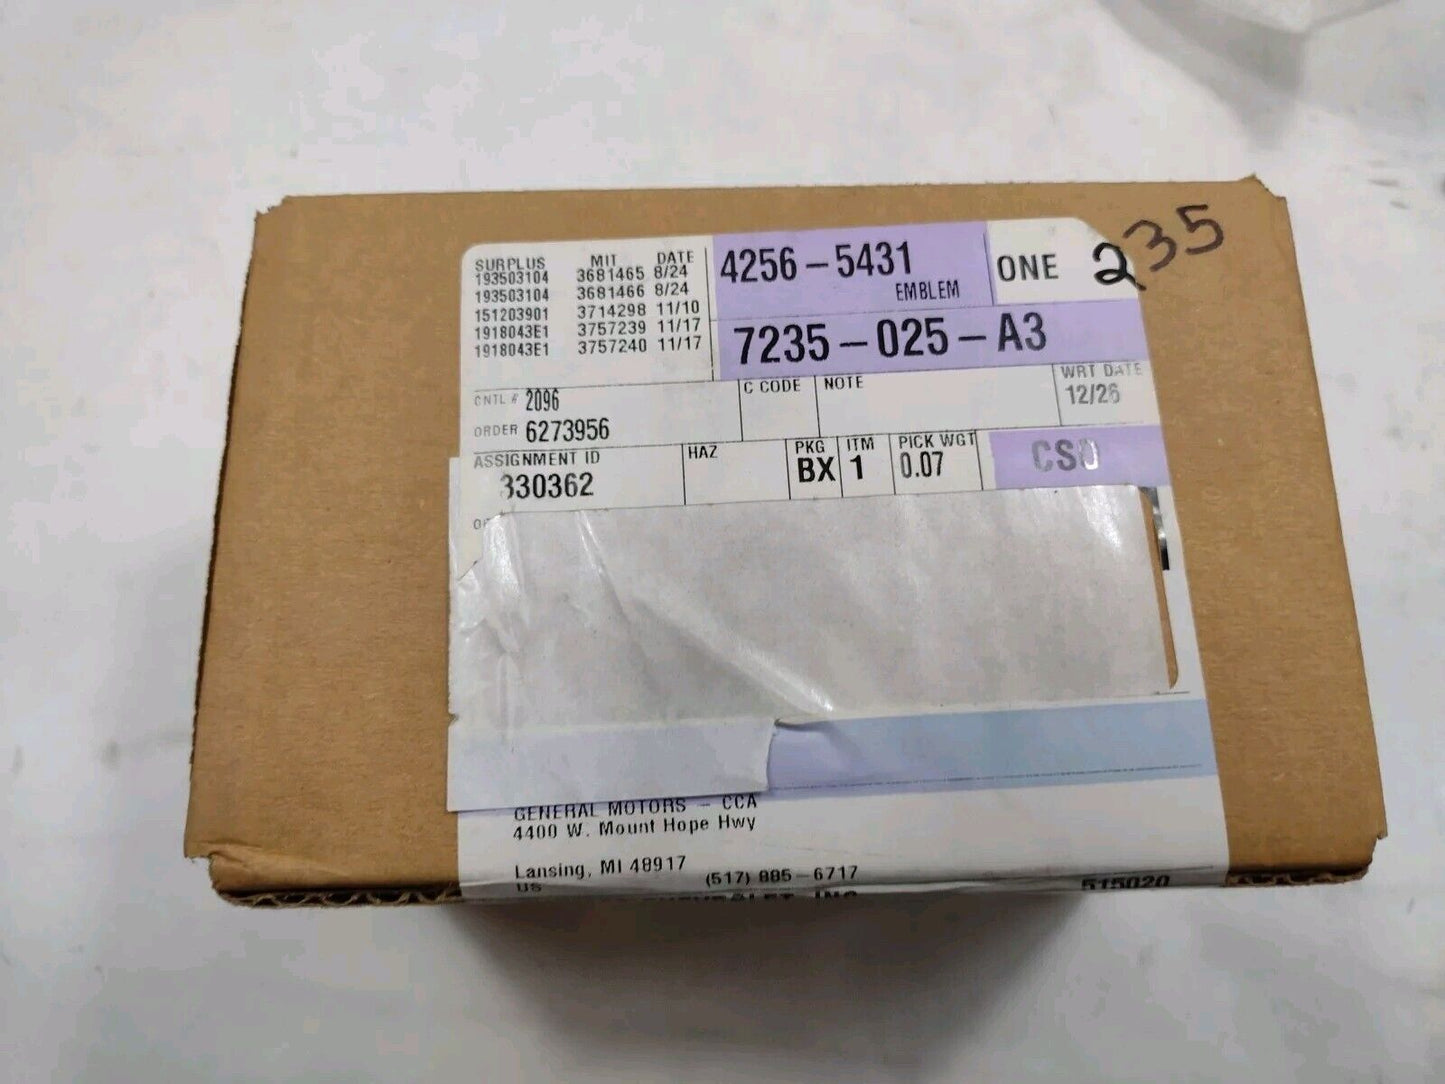 SURPLUS MIT DATE
193503104 3681465 8/24
193503104 3681466 8/24
151203901 3714298 11/10
1918043E1 3757239 11/17
1918043E1 3757240 11/17
4256-5431
EMBLEM
ONE
235
7235-025-A3
CNTL # 2096
ORDER 6273956
C CODE
NOTE
WRT DATE
12/26
ASSIGNMENT ID
330362
HAZ
PKG
BX
ITM
1
PICK WGT
0.07
CSO
GENERAL MOTORS - CCA
4400 W. Mount Hope Hwy
Lansing, MI 48917
US
(517) 885-6717
515020
INC